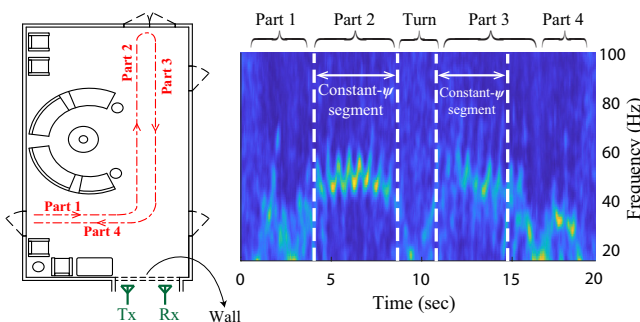 Part 1
Part 2
Turn
Part 3
Part 4
Part 2
Part 3
Part 1
Part 4
Tx
Rx
Wall
Constant-ψ
segment
Constant-ψ
segment
100
80
60
40
20
Frequency (Hz)
0
5
10
15
20
Time (sec)